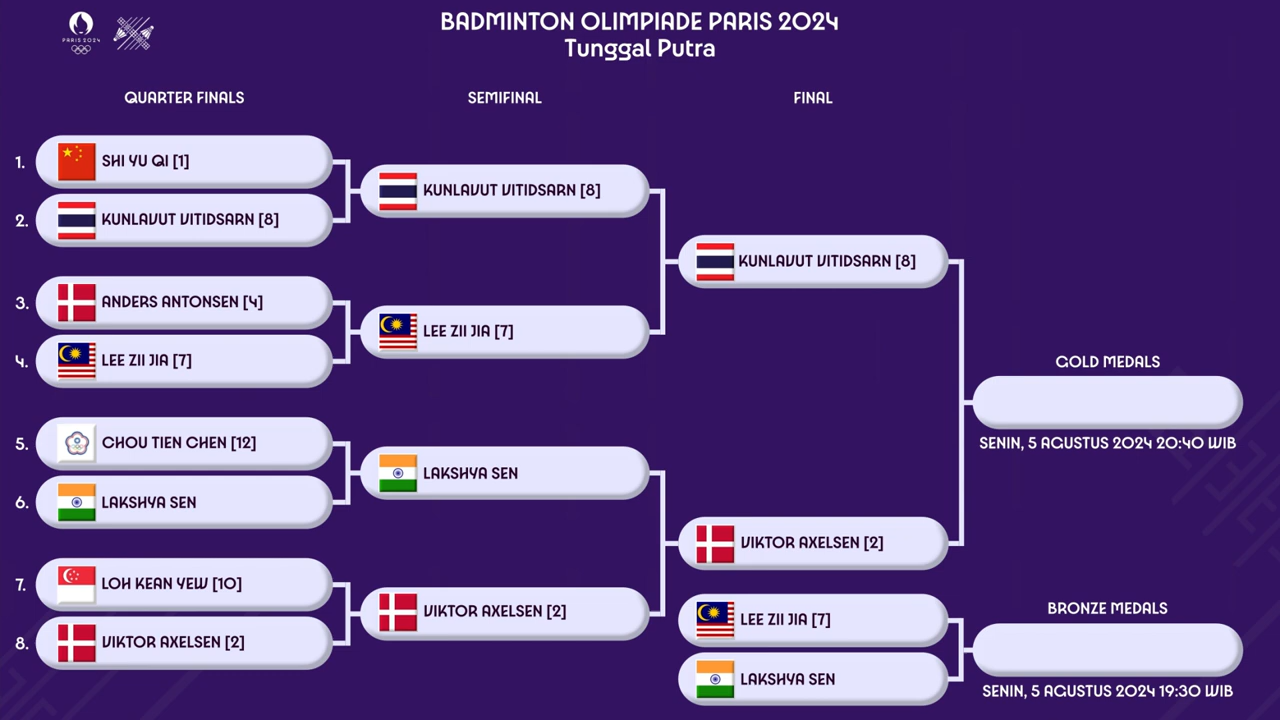 PARIS 2024
BADMINTON OLIMPIADE PARIS 2024
Tunggal Putra
QUARTER FINALS
SEMIFINAL
FINAL
1. SHI YU QI [1]
2. KUNLAVUT VITIDSARN [8]
3. ANDERS ANTONSEN [4]
4. LEE ZII JIA [7]
5. CHOU TIEN CHEN [12]
6. LAKSHYA SEN
7. LOH KEAN YEW [10]
8. VIKTOR AXELSEN [2]
KUNLAVUT VITIDSARN [8]
LEE ZII JIA [7]
LAKSHYA SEN
VIKTOR AXELSEN [2]
KUNLAVUT VITIDSARN [8]
VIKTOR AXELSEN [2]
LEE ZII JIA [7]
LAKSHYA SEN
GOLD MEDALS
SENIN, 5 AGUSTUS 2024 20:40 WIB
BRONZE MEDALS
SENIN, 5 AGUSTUS 2024 19:30 WIB